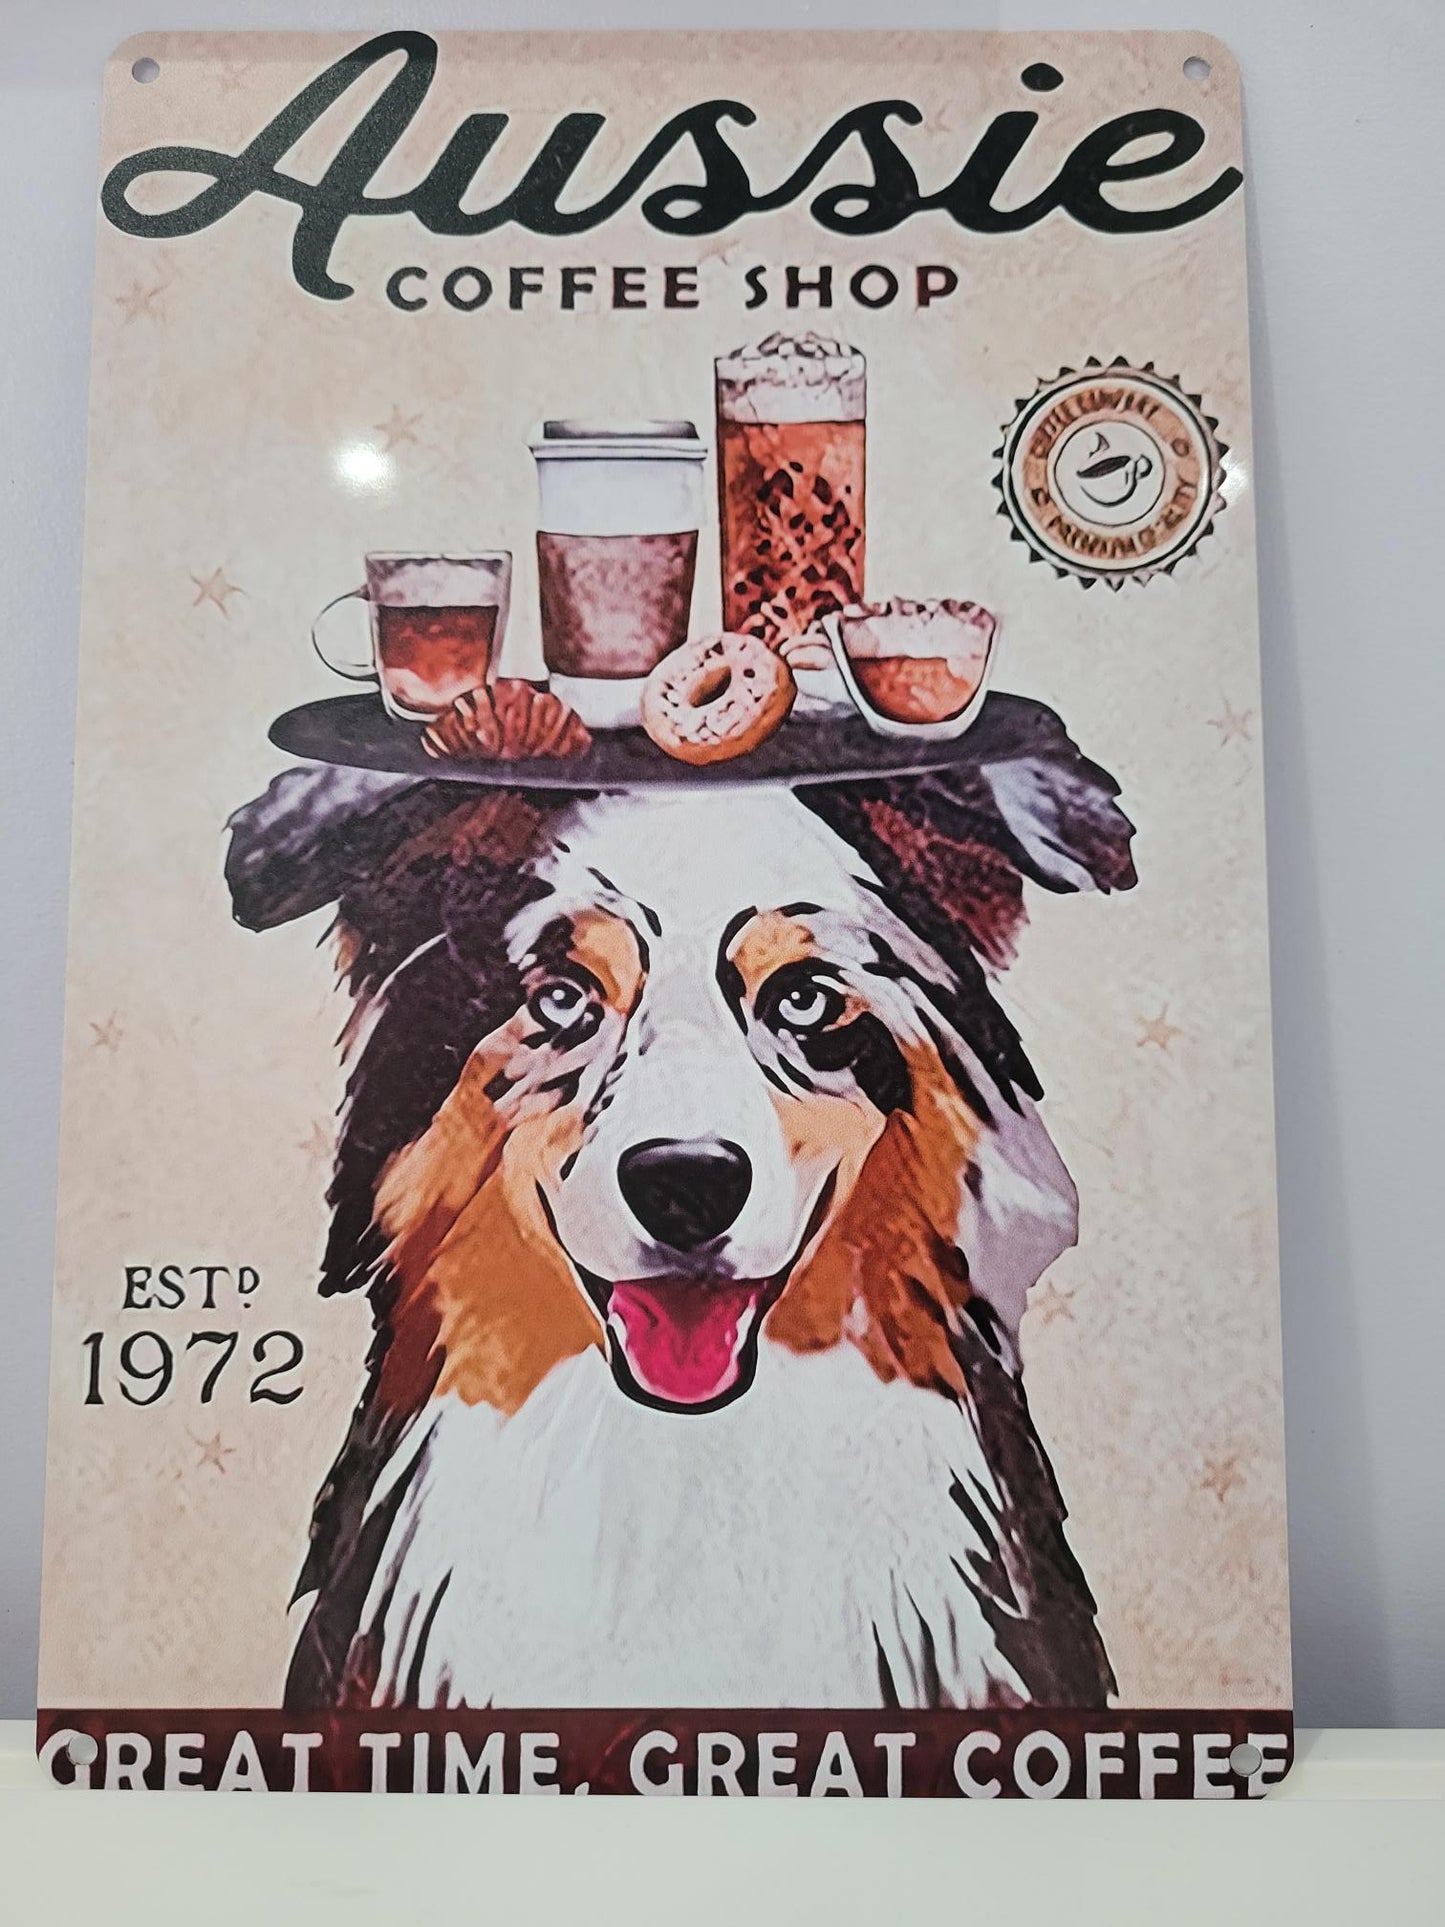 Aussie
COFFEE SHOP
ESTD
1972
GREAT TIME, GREAT COFFEE